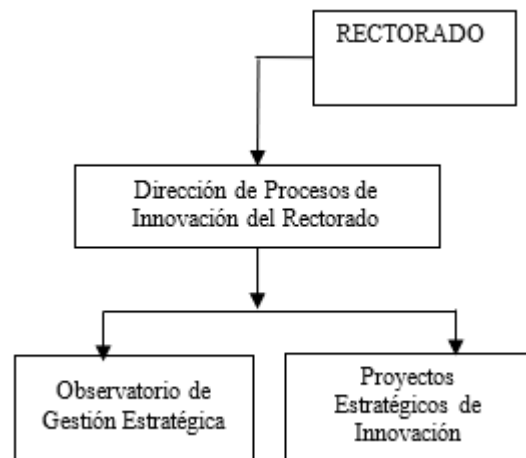 RECTORADO
Dirección de Procesos de
Innovación del Rectorado
Observatorio de
Gestión Estratégica
Proyectos
Estratégicos de
Innovación